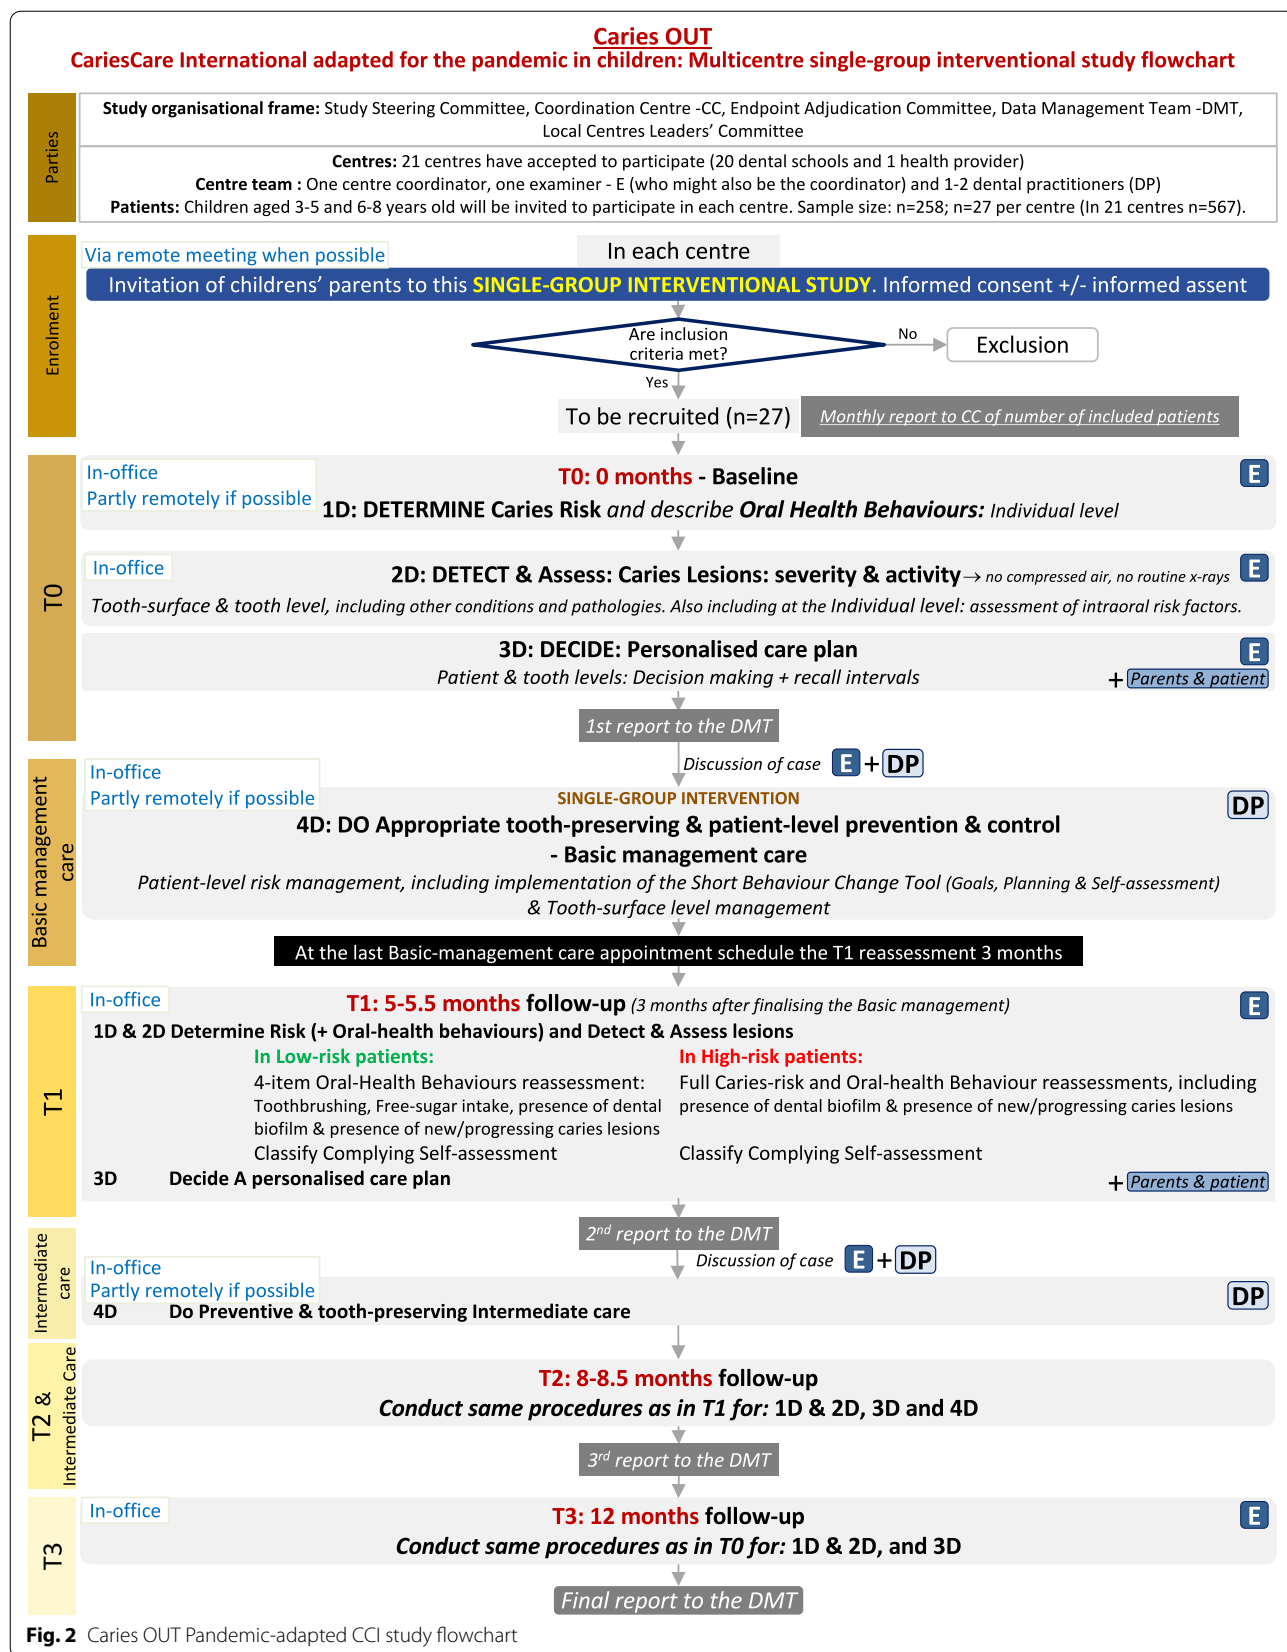 Caries OUT
CariesCare International adapted for the pandemic in children: Multicentre single-group interventional study flowchart
Parties
Study organisational frame: Study Steering Committee, Coordination Centre -CC, Endpoint Adjudication Committee, Data Management Team -DMT,
Local Centres Leaders' Committee
Centres: 21 centres have accepted to participate (20 dental schools and 1 health provider)
Centre team : One centre coordinator, one examiner - E (who might also be the coordinator) and 1-2 dental practitioners (DP)
Patients: Children aged 3-5 and 6-8 years old will be invited to participate in each centre. Sample size: n=258; n=27 per centre (In 21 centres n=567).
Enrolment
Via remote meeting when possible
In each centre
Invitation of childrens' parents to this SINGLE-GROUP INTERVENTIONAL STUDY. Informed consent +/- informed assent
Are inclusion
criteria met?
No
Exclusion
Yes
To be recruited (n=27)
Monthly report to CC of number of included patients
T0
In-office
Partly remotely if possible
T0: 0 months - Baseline
E
1D: DETERMINE Caries Risk and describe Oral Health Behaviours: Individual level
In-office
2D: DETECT & Assess: Caries Lesions: severity & activity→ no compressed air, no routine x-rays
E
Tooth-surface & tooth level, including other conditions and pathologies. Also including at the Individual level: assessment of intraoral risk factors.
3D: DECIDE: Personalised care plan
E
Patient & tooth levels: Decision making + recall intervals
+ Parents & patient
1st report to the DMT
Discussion of case E + DP
Basic management
care
In-office
Partly remotely if possible
SINGLE-GROUP INTERVENTION
DP
4D: DO Appropriate tooth-preserving & patient-level prevention & control
- Basic management care
Patient-level risk management, including implementation of the Short Behaviour Change Tool (Goals, Planning & Self-assessment)
& Tooth-surface level management
At the last Basic-management care appointment schedule the T1 reassessment 3 months
T1
In-office
T1: 5-5.5 months follow-up (3 months after finalising the Basic management)
E
1D & 2D Determine Risk (+ Oral-health behaviours) and Detect & Assess lesions
In Low-risk patients:
4-item Oral-Health Behaviours reassessment:
Toothbrushing, Free-sugar intake, presence of dental
biofilm & presence of new/progressing caries lesions
Classify Complying Self-assessment
In High-risk patients:
Full Caries-risk and Oral-health Behaviour reassessments, including
presence of dental biofilm & presence of new/progressing caries lesions
Classify Complying Self-assessment
3D Decide A personalised care plan
+ Parents & patient
2nd report to the DMT
Discussion of case E + DP
Intermediate
care
In-office
Partly remotely if possible
DP
4D Do Preventive & tooth-preserving Intermediate care
T2 &
Intermediate Care
T2: 8-8.5 months follow-up
Conduct same procedures as in T1 for: 1D & 2D, 3D and 4D
3rd report to the DMT
T3
In-office
T3: 12 months follow-up
E
Conduct same procedures as in T0 for: 1D & 2D, and 3D
Final report to the DMT
Fig. 2 Caries OUT Pandemic-adapted CCI study flowchart